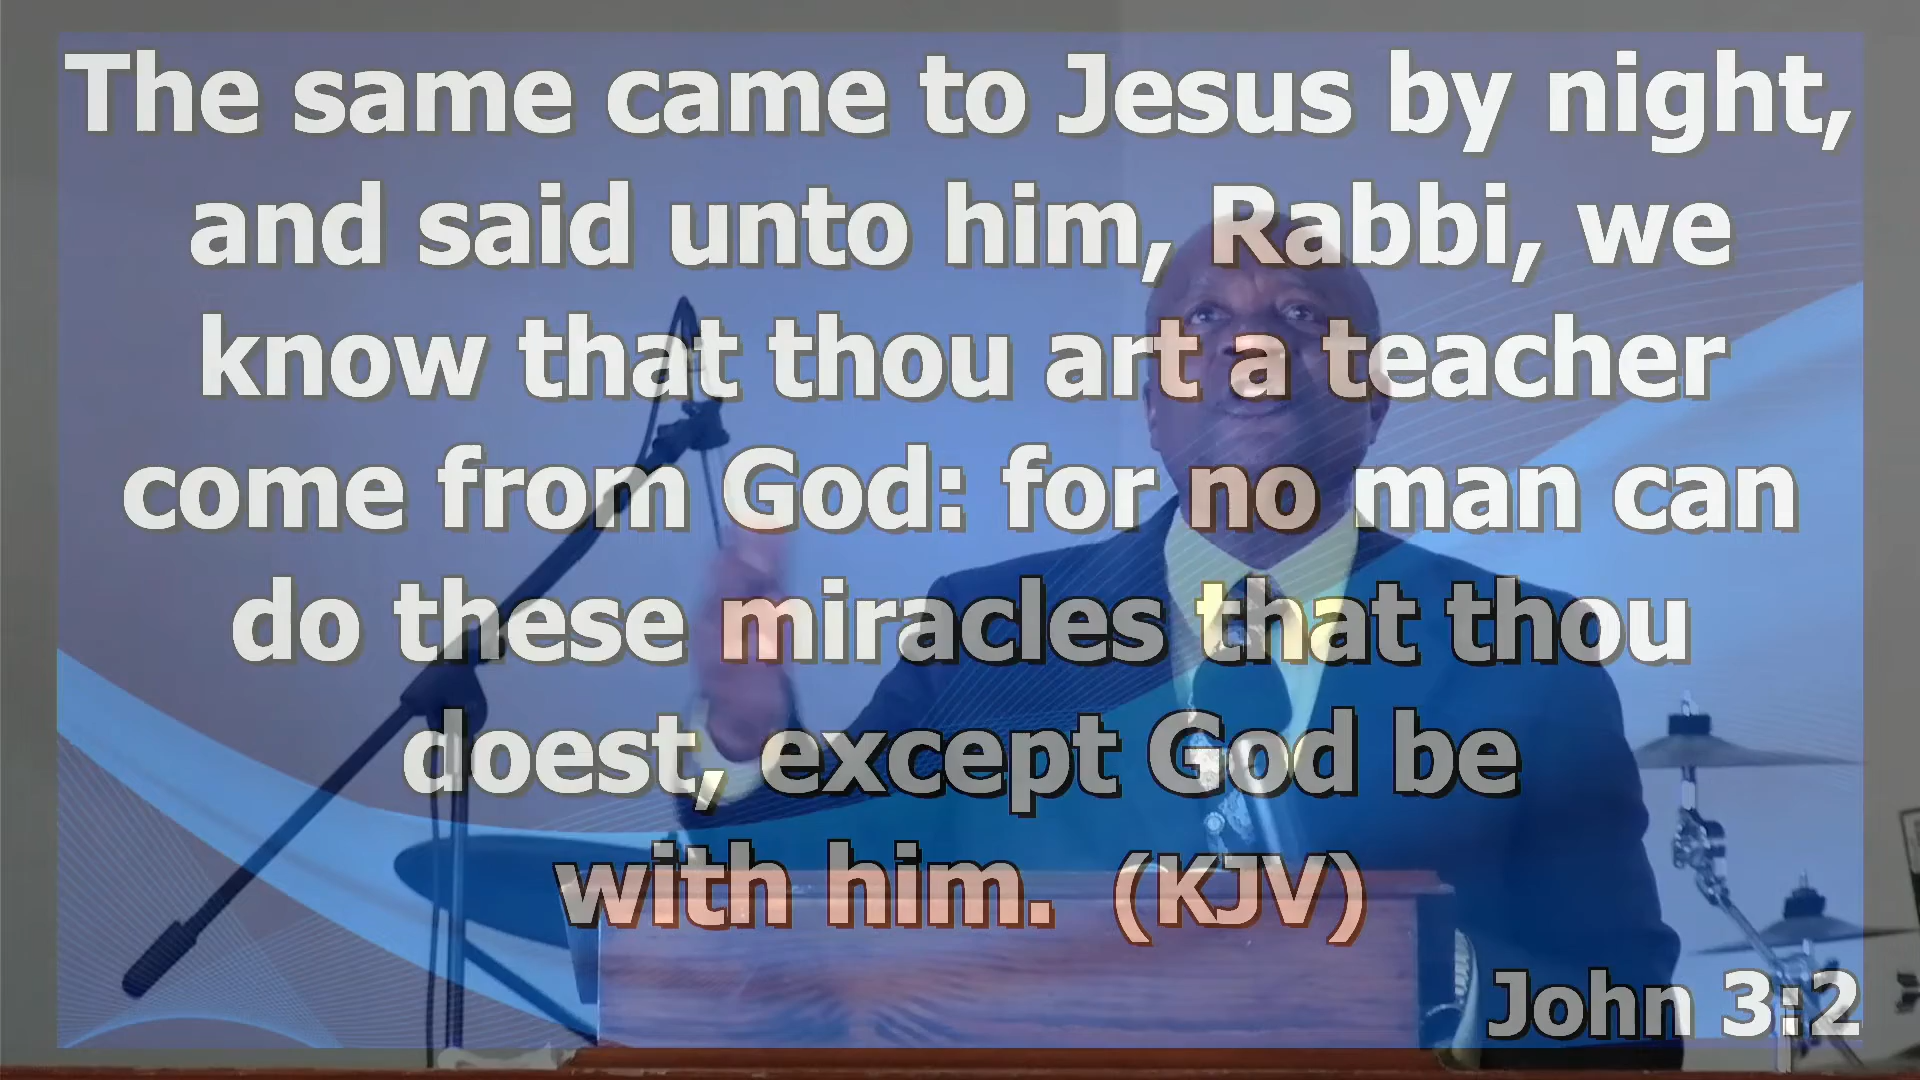 The same came to Jesus by night,
and said unto him, Rabbi, we
know that thou art a teacher
come from God: for no man can
do these miracles that thou
doest, except God be
with him.  (KJV)
John 3:2